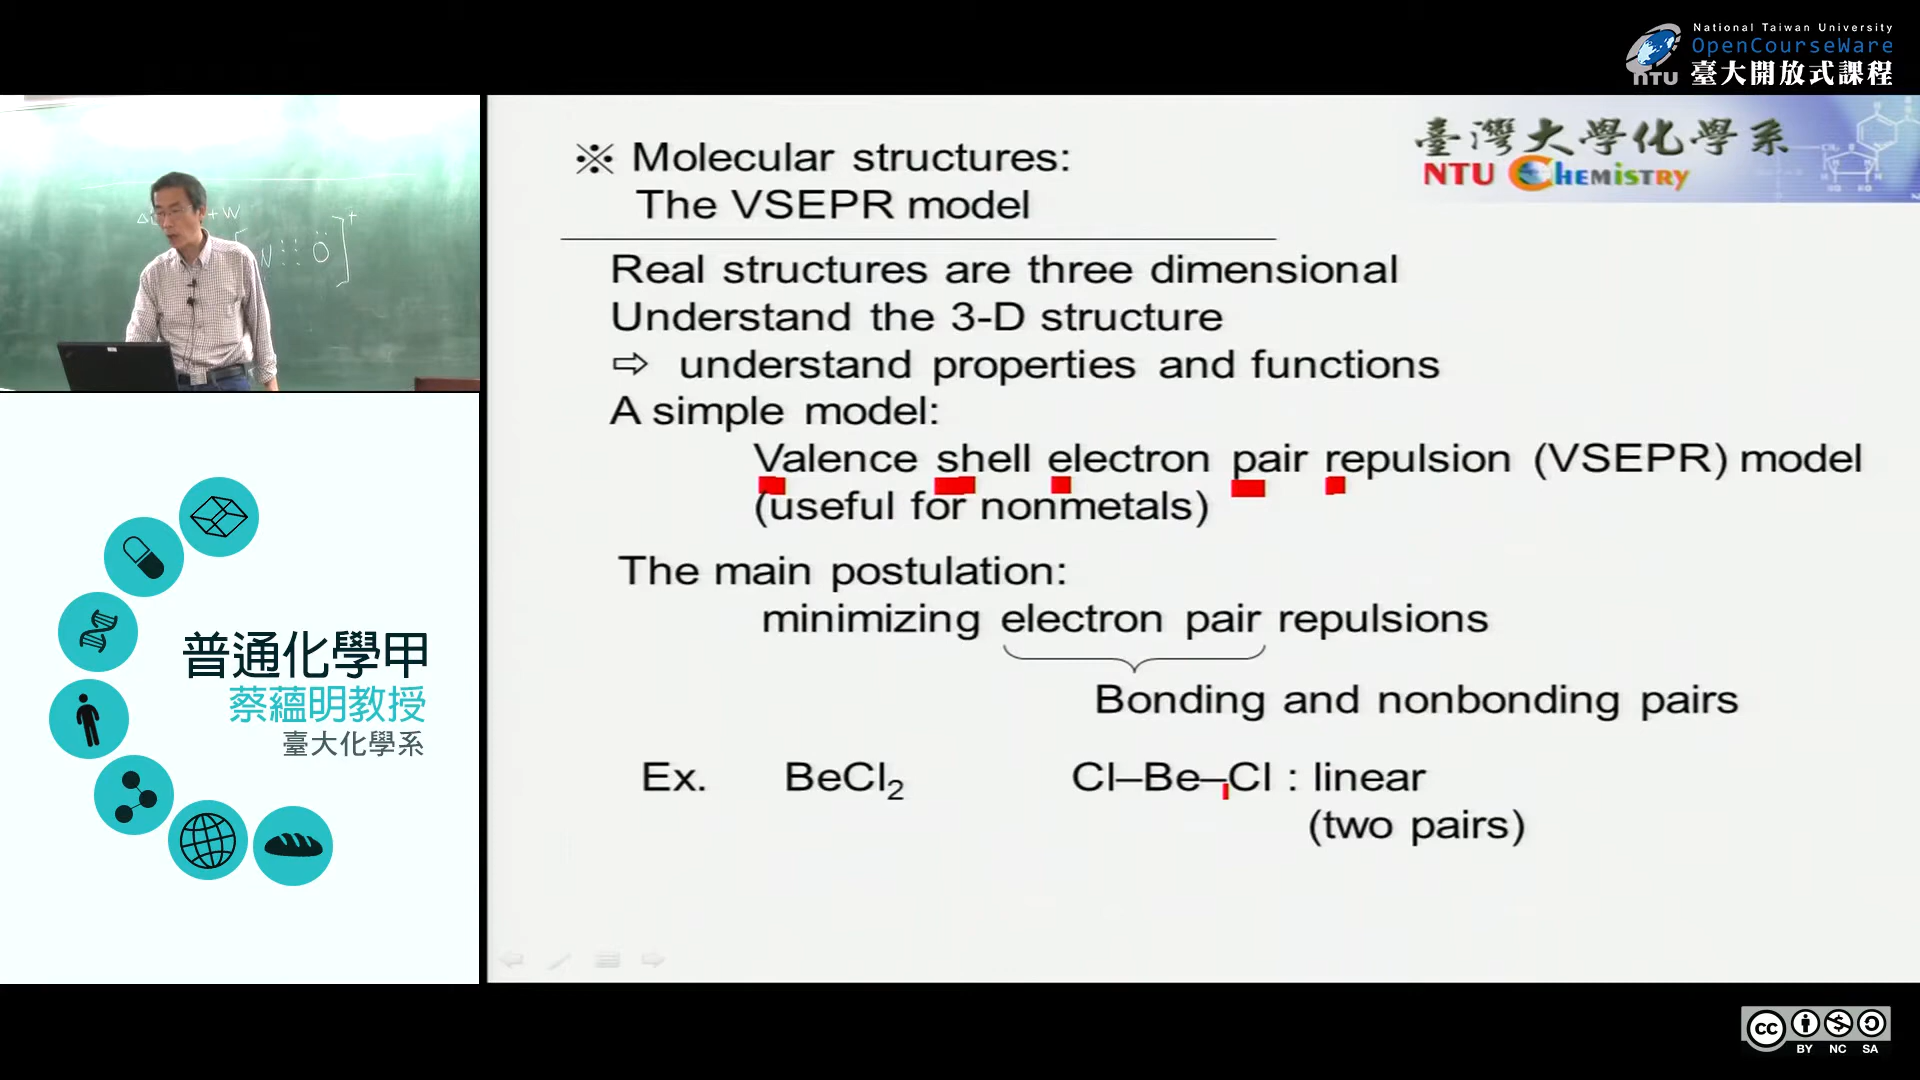 National Taiwan University
OpenCourseWare
臺大開放式課程
NTU
臺灣大學化學系
NTU Chemistry
※ Molecular structures:
The VSEPR model
Real structures are three dimensional
Understand the 3-D structure
⇨ understand properties and functions
A simple model:
Valence shell electron pair repulsion (VSEPR) model
(useful for nonmetals)
The main postulation:
minimizing electron pair repulsions
Bonding and nonbonding pairs
Ex. BeCl₂ Cl–Be–Cl : linear
(two pairs)
普通化學甲
蔡蘊明教授
臺大化學系
cc
BY NC SA